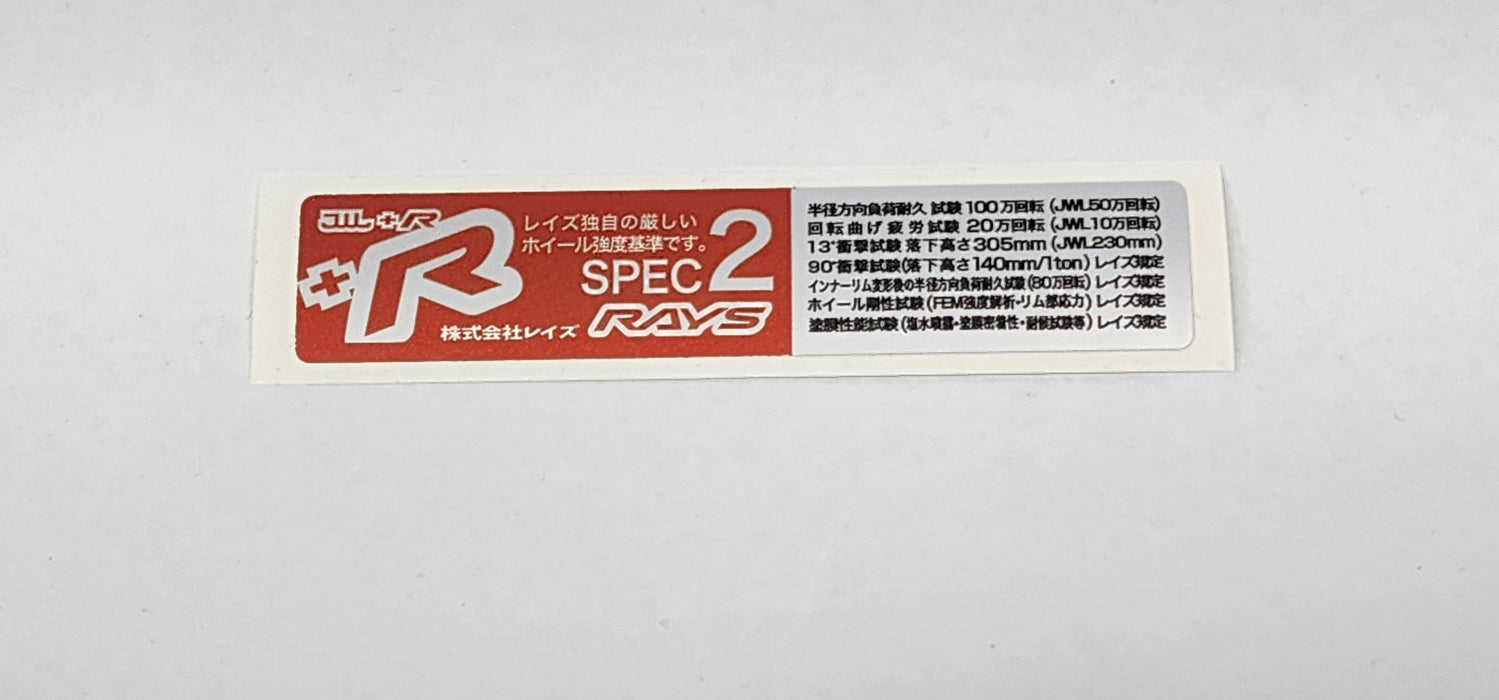 JWL+R
+R
レイズ独自の厳しい
ホイール強度基準です。
SPEC2
株式会社レイズ RAYS
半径方向負荷耐久試験100万回転 (JWL50万回転)
回転曲げ疲労試験 20万回転 (JWL10万回転)
13°衝撃試験 落下高さ305mm (JWL230mm)
90°衝撃試験(落下高さ140mm/1ton) レイズ規定
インナーリム変形後の半径方向負荷耐久試験(80万回転) レイズ規定
ホイール剛性試験(FEM強度解析・リム部応力) レイズ規定
塗膜性能試験(塩水噴霧・塗膜密着性・耐候試験等) レイズ規定